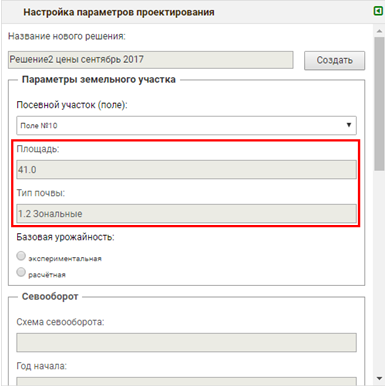 Настройка параметров проектирования
Название нового решения:
Решение2 цены сентябрь 2017
Создать
Параметры земельного участка
Посевной участок (поле):
Поле №10
Площадь:
41.0
Тип почвы:
1.2 Зональные
Базовая урожайность:
экспериментальная
расчётная
Севооборот
Схема севооборота:
Год начала: